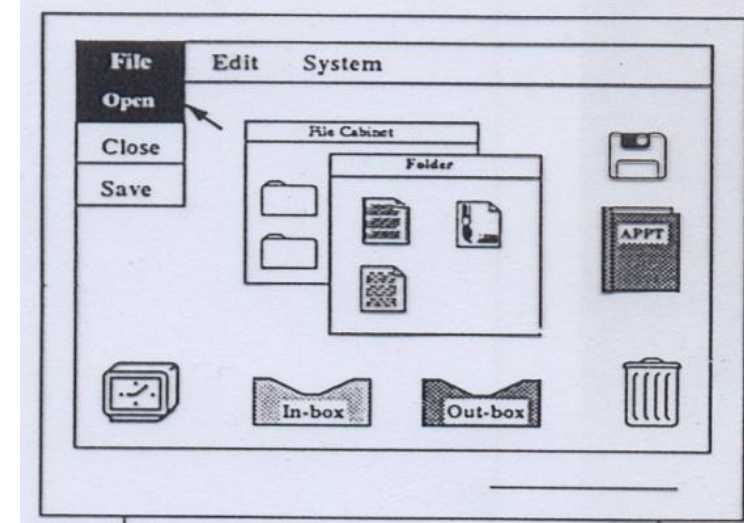 File Edit System
Open
Close
Save
File Cabinet
Folder
APPT
In-box
Out-box